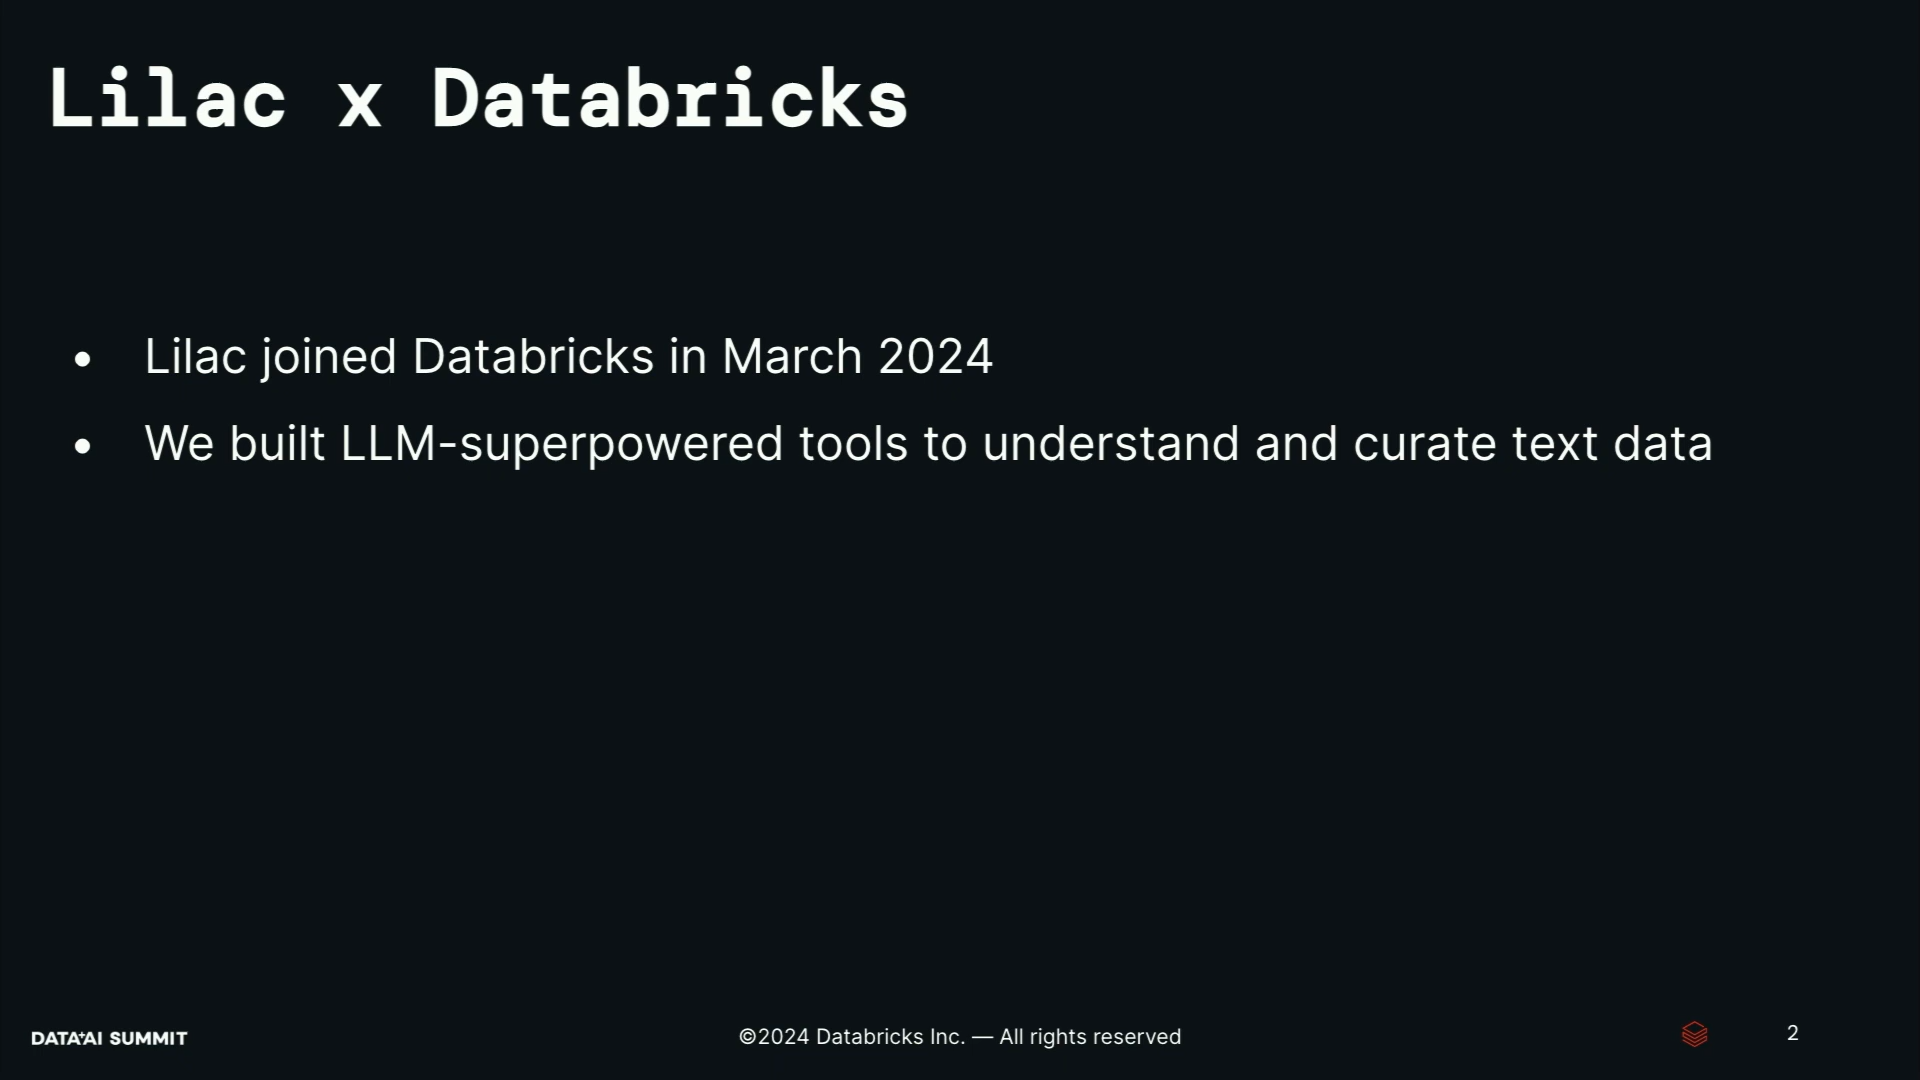 Lilac x Databricks
• Lilac joined Databricks in March 2024
• We built LLM-superpowered tools to understand and curate text data
DATA+AI SUMMIT
©2024 Databricks Inc. — All rights reserved
2